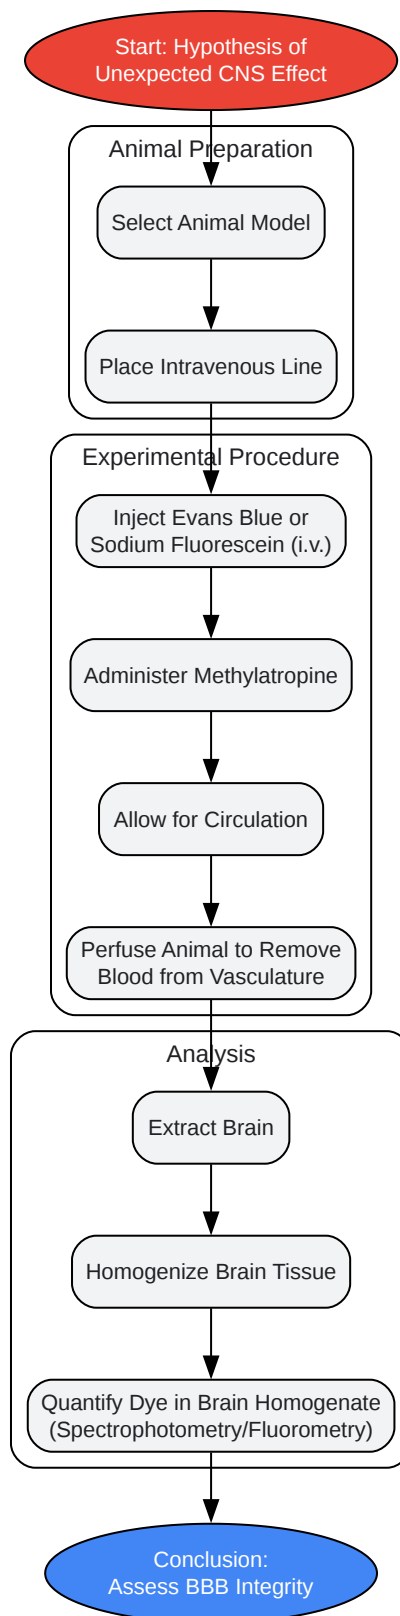 Start: Hypothesis of
Unexpected CNS Effect
Animal Preparation
Select Animal Model
Place Intravenous Line
Experimental Procedure
Inject Evans Blue or
Sodium Fluorescein (i.v.)
Administer Methylatropine
Allow for Circulation
Perfuse Animal to Remove
Blood from Vasculature
Analysis
Extract Brain
Homogenize Brain Tissue
Quantify Dye in Brain Homogenate
(Spectrophotometry/Fluorometry)
Conclusion:
Assess BBB Integrity